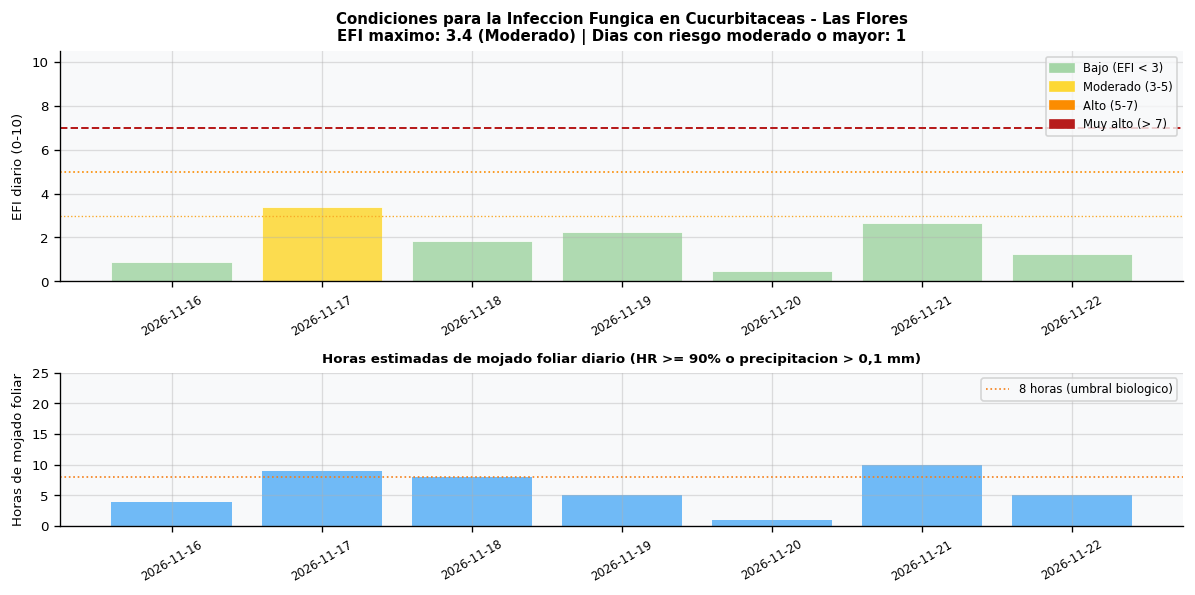 Condiciones para la Infeccion Fungica en Cucurbitaceas - Las Flores
EFI maximo: 3.4 (Moderado) | Dias con riesgo moderado o mayor: 1
EFI diario (0-10)
10
8
6
4
2
0
Bajo (EFI < 3)
Moderado (3-5)
Alto (5-7)
Muy alto (> 7)
2026-11-16
2026-11-17
2026-11-18
2026-11-19
2026-11-20
2026-11-21
2026-11-22
Horas estimadas de mojado foliar diario (HR >= 90% o precipitacion > 0,1 mm)
Horas de mojado foliar
25
20
15
10
5
0
8 horas (umbral biologico)
2026-11-16
2026-11-17
2026-11-18
2026-11-19
2026-11-20
2026-11-21
2026-11-22